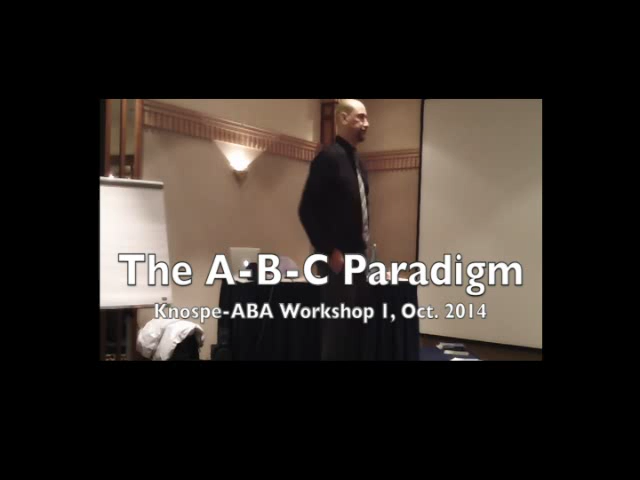 The A-B-C Paradigm
Knospe-ABA Workshop 1, Oct. 2014